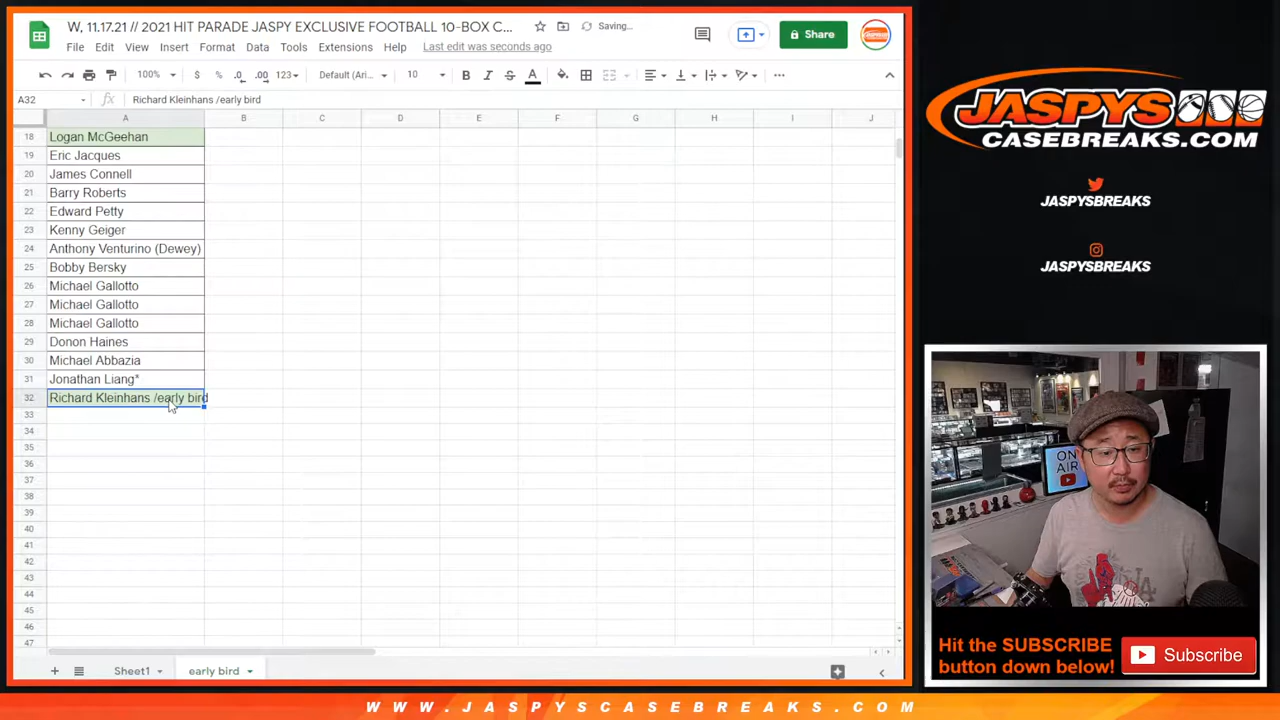 W, 11.17.21 // 2021 HIT PARADE JASPY EXCLUSIVE FOOTBALL 10-BOX C...
Saving...
File Edit View Insert Format Data Tools Extensions Help Last edit was seconds ago
Share
100% $ % .0 .00 123 Default (Ari... 10 B I S A
A32 fx Richard Kleinhans /early bird
A B C D E F G H I J
18 Logan McGeehan
19 Eric Jacques
20 James Connell
21 Barry Roberts
22 Edward Petty
23 Kenny Geiger
24 Anthony Venturino (Dewey)
25 Bobby Bersky
26 Michael Gallotto
27 Michael Gallotto
28 Michael Gallotto
29 Donon Haines
30 Michael Abbazia
31 Jonathan Liang*
32 Richard Kleinhans /early bird
33
34
35
36
37
38
39
40
41
42
43
44
45
46
47
Sheet1 early bird
JASPYS
CASEBREAKS.COM
JASPYSBREAKS
JASPYSBREAKS
ON
AIR
Hit the SUBSCRIBE
button down below!
Subscribe
WWW.JASPYSCASEBREAKS.COM